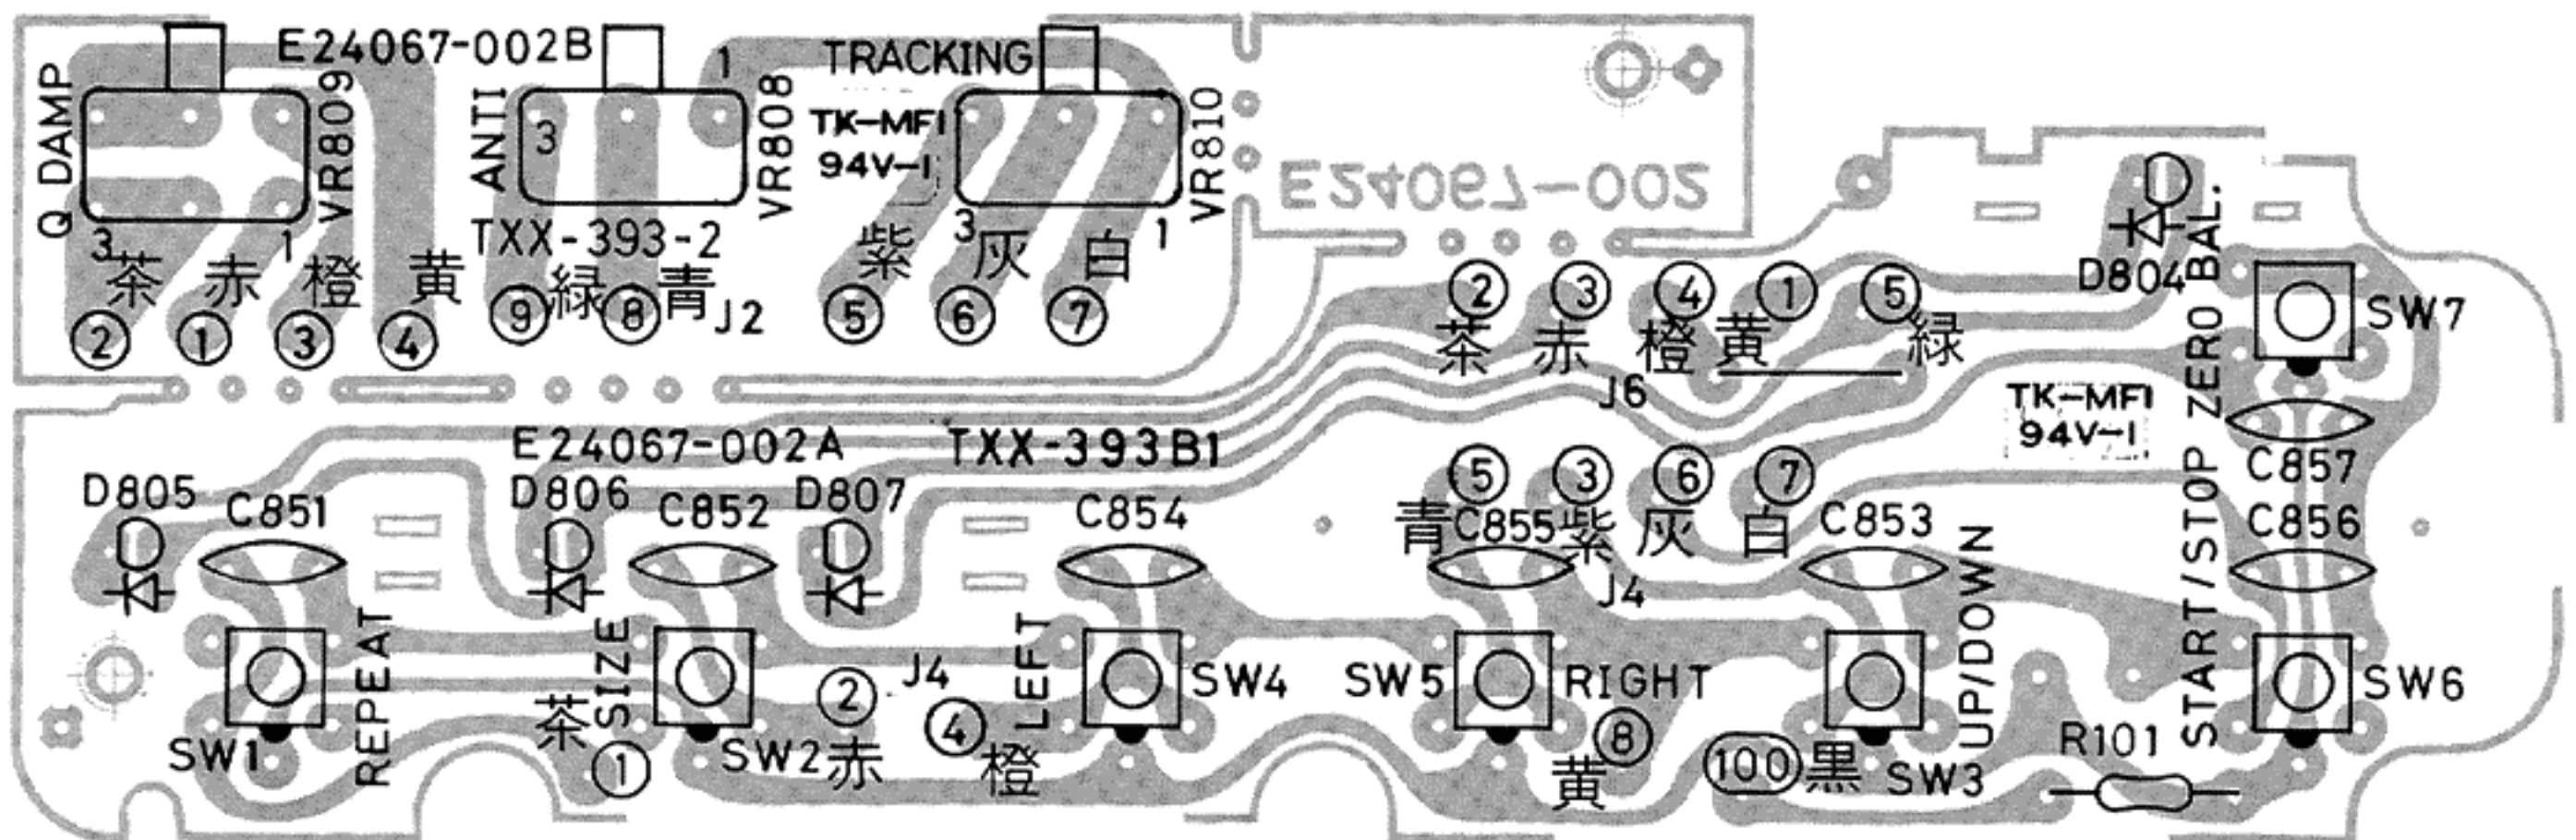 E24067-002B
1
TRACKING
Q DAMP
VR809
ANTI
3
VR808
TK-MF1
94V-1
VR810
E24067-002
3
1
TXX-393-2
3
1
茶
赤
橙
黄
緑
青
紫
灰
白
②
①
③
④
⑨
⑧
J2
⑤
⑥
⑦
②
③
④
①
⑤
茶
赤
橙
黄
緑
J6
D804
ZERO BAL.
SW7
TK-MF1
94V-1
E24067-002A
TXX-393B1
D805
C851
D806
C852
D807
C854
⑤
③
⑥
⑦
青
C855
紫
灰
白
C853
C857
C856
J4
REPEAT
SIZE
LEFT
UP/DOWN
START/STOP
SW1
茶
①
SW2
②
赤
J4
④
橙
SW4
SW5
RIGHT
⑧
黄
100
黒
SW3
R101
SW6